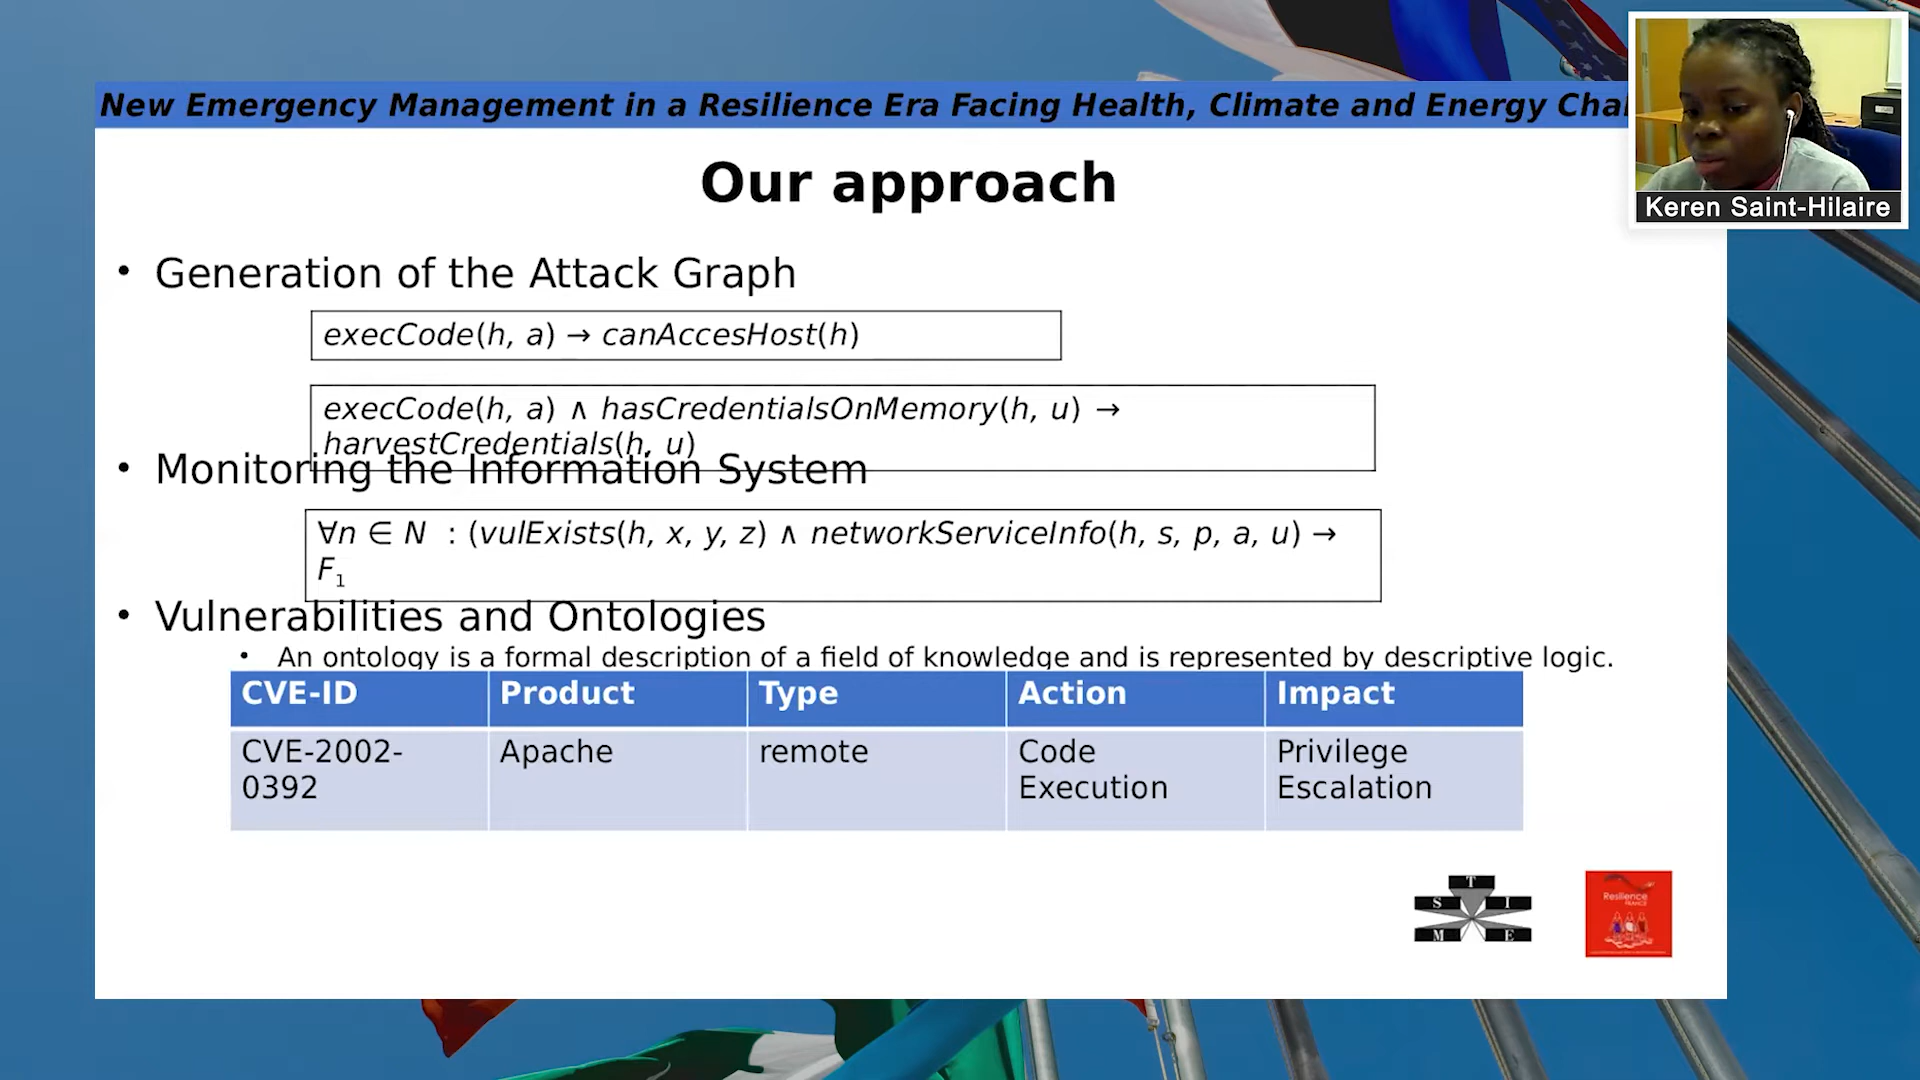 New Emergency Management in a Resilience Era Facing Health, Climate and Energy Chal
Keren Saint-Hilaire
Our approach
• Generation of the Attack Graph
execCode(h, a) → canAccesHost(h)
execCode(h, a) ∧ hasCredentialsOnMemory(h, u) →
harvestCredentials(h, u)
• Monitoring the Information System
∀n ∈ N : (vulExists(h, x, y, z) ∧ networkServiceInfo(h, s, p, a, u) →
F₁
• Vulnerabilities and Ontologies
• An ontology is a formal description of a field of knowledge and is represented by descriptive logic.
CVE-ID Product Type Action Impact
CVE-2002-0392 Apache remote Code Execution Privilege Escalation
T
S I
M E
Resilience
FRANCE